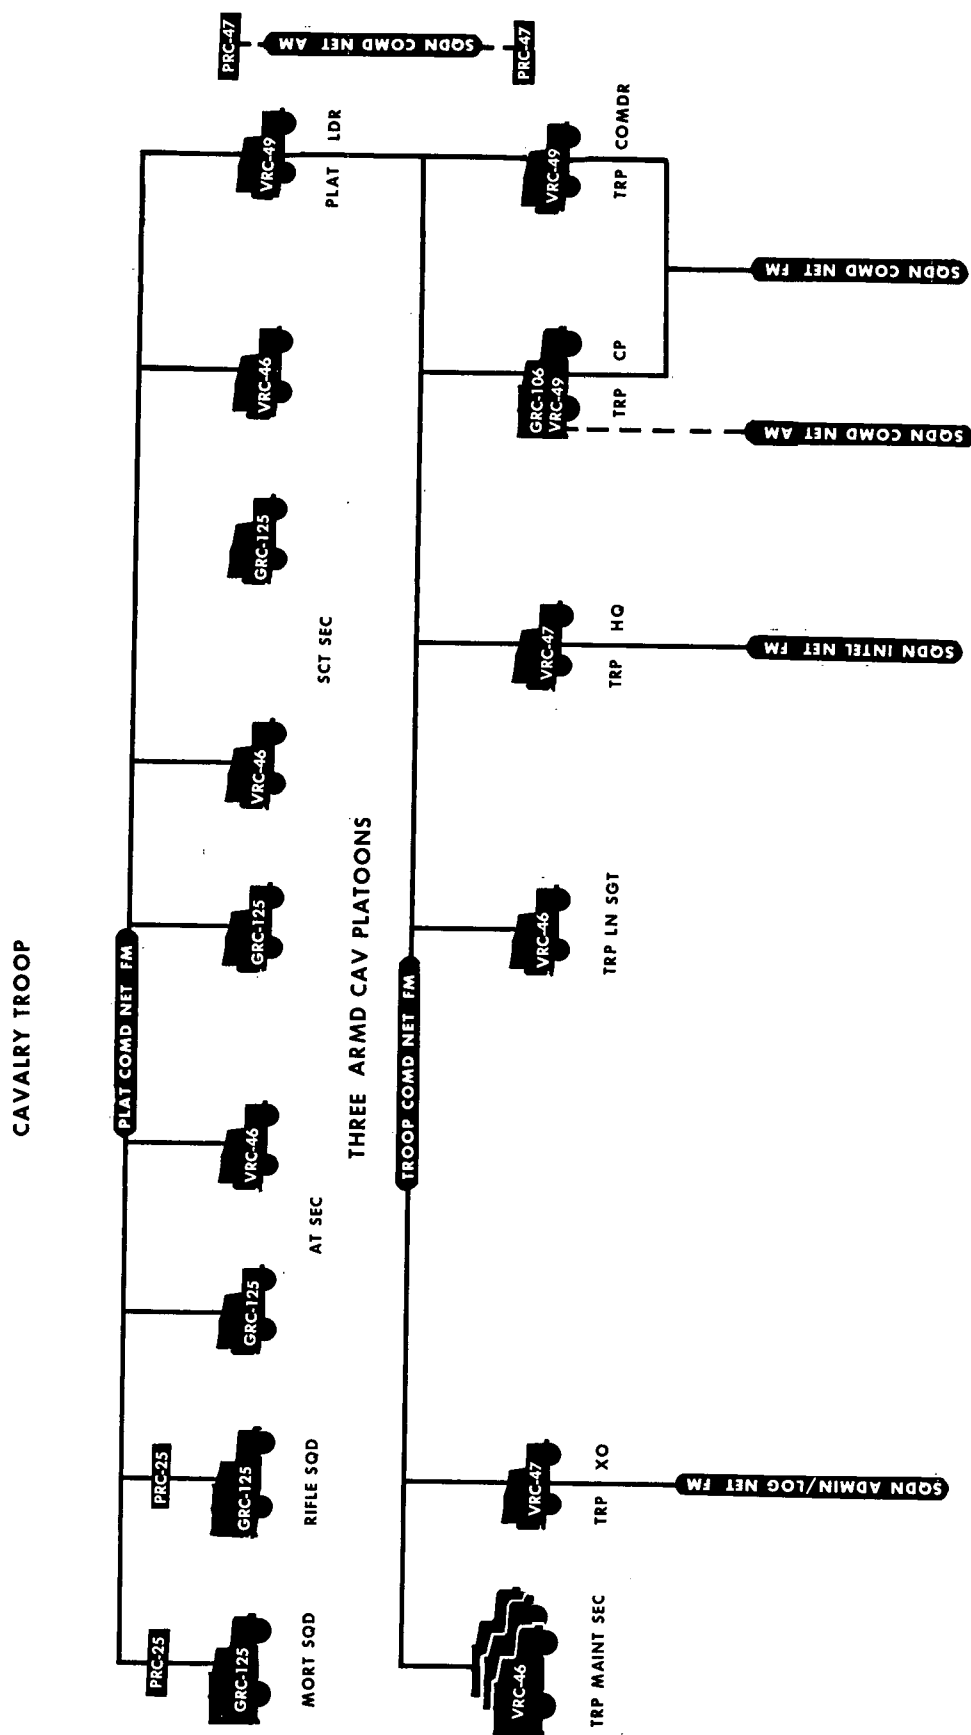 CAVALRY TROOP
PLAT COMD NET FM
PRC-25
GRC-125
MORT SQD
PRC-25
GRC-125
RIFLE SQD
GRC-125
VRC-46
AT SEC
GRC-125
VRC-46
GRC-125
SCT SEC
VRC-46
VRC-49
PLAT LDR
PRC-47
SQDN COMD NET AM
PRC-47
THREE ARMD CAV PLATOONS
TROOP COMD NET FM
VRC-46
TRP MAINT SEC
VRC-47
TRP XO
SQDN ADMIN/LOG NET FM
VRC-46
TRP LN SGT
VRC-47
TRP HQ
SQDN INTEL NET FM
GRC-106
VRC-49
TRP CP
SQDN COMD NET AM
VRC-49
TRP COMDR
SQDN COMD NET FM